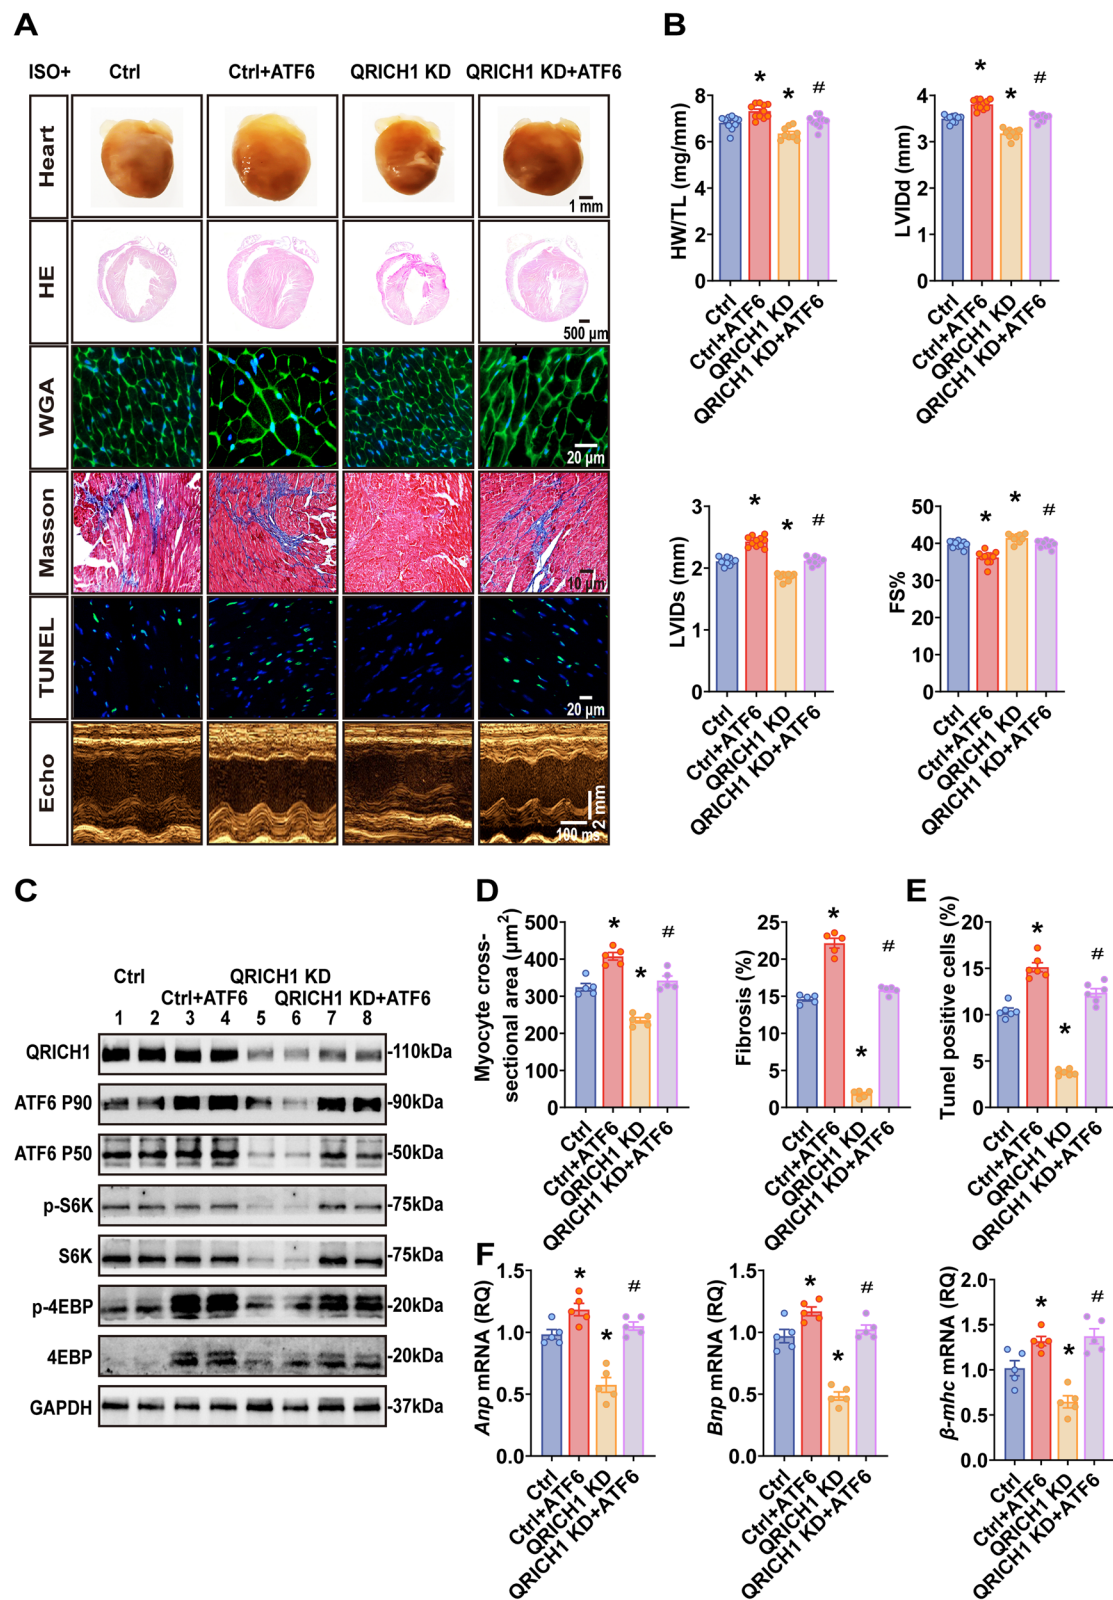 A
ISO+ Ctrl Ctrl+ATF6 QRICH1 KD QRICH1 KD+ATF6
Heart
1 mm
HE
500 µm
WGA
20 µm
Masson
10 µm
TUNEL
20 µm
Echo
2 mm
100 ms
B
HW/TL (mg/mm)
8
6
4
2
0
* * #
Ctrl
Ctrl+ATF6
QRICH1 KD
QRICH1 KD+ATF6
LVIDd (mm)
4
3
2
1
0
* * #
Ctrl
Ctrl+ATF6
QRICH1 KD
QRICH1 KD+ATF6
LVIDs (mm)
3
2
1
0
* * #
Ctrl
Ctrl+ATF6
QRICH1 KD
QRICH1 KD+ATF6
FS%
50
40
30
20
10
0
* * #
Ctrl
Ctrl+ATF6
QRICH1 KD
QRICH1 KD+ATF6
C
Ctrl QRICH1 KD
Ctrl+ATF6 QRICH1 KD+ATF6
1 2 3 4 5 6 7 8
QRICH1 -110kDa
ATF6 P90 -90kDa
ATF6 P50 -50kDa
p-S6K -75kDa
S6K -75kDa
p-4EBP -20kDa
4EBP -20kDa
GAPDH -37kDa
D
Myocyte cross-
sectional area (µm²)
500
400
300
200
100
0
* * #
Ctrl
Ctrl+ATF6
QRICH1 KD
QRICH1 KD+ATF6
Fibrosis (%)
25
20
15
10
5
0
* * #
Ctrl
Ctrl+ATF6
QRICH1 KD
QRICH1 KD+ATF6
E
Tunel positive cells (%)
20
15
10
5
0
* * #
Ctrl
Ctrl+ATF6
QRICH1 KD
QRICH1 KD+ATF6
F
Anp mRNA (RQ)
1.5
1.0
0.5
0.0
* * #
Ctrl
Ctrl+ATF6
QRICH1 KD
QRICH1 KD+ATF6
Bnp mRNA (RQ)
1.5
1.0
0.5
0.0
* * #
Ctrl
Ctrl+ATF6
QRICH1 KD
QRICH1 KD+ATF6
β-mhc mRNA (RQ)
2.0
1.5
1.0
0.5
0.0
* * #
Ctrl
Ctrl+ATF6
QRICH1 KD
QRICH1 KD+ATF6